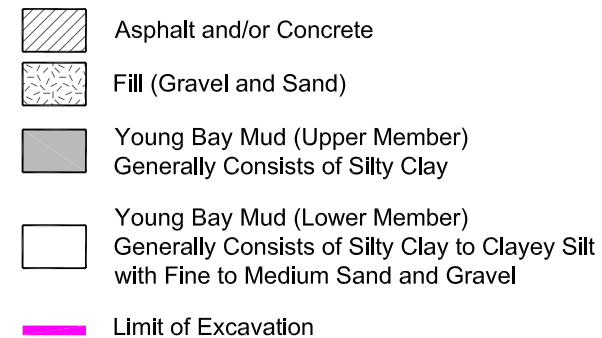 Asphalt and/or Concrete
Fill (Gravel and Sand)
Young Bay Mud (Upper Member)
Generally Consists of Silty Clay
Young Bay Mud (Lower Member)
Generally Consists of Silty Clay to Clayey Silt
with Fine to Medium Sand and Gravel
Limit of Excavation